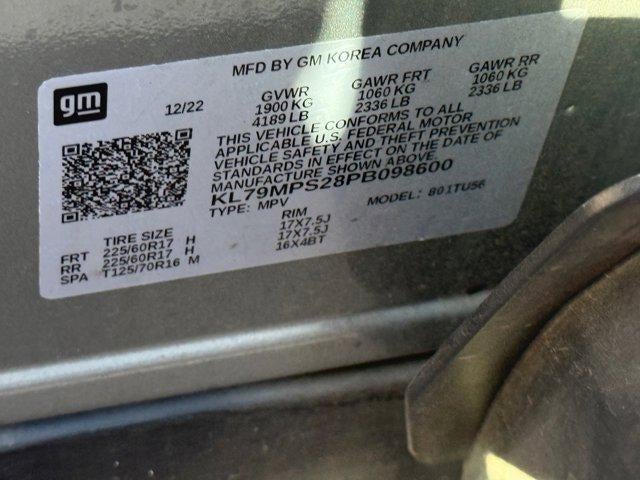 MFD BY GM KOREA COMPANY
gm
12/22 GVWR GAWR FRT GAWR RR
1900 KG 1060 KG 1060 KG
4189 LB 2336 LB 2336 LB
THIS VEHICLE CONFORMS TO ALL
APPLICABLE U.S. FEDERAL MOTOR
VEHICLE SAFETY AND THEFT PREVENTION
STANDARDS IN EFFECT ON THE DATE OF
MANUFACTURE SHOWN ABOVE.
KL79MPS28PB098600
TYPE: MPV MODEL: 801TU56
TIRE SIZE RIM
FRT 225/60R17 H 17X7.5J
RR 225/60R17 H 17X7.5J
SPA T125/70R16 M 16X4BT